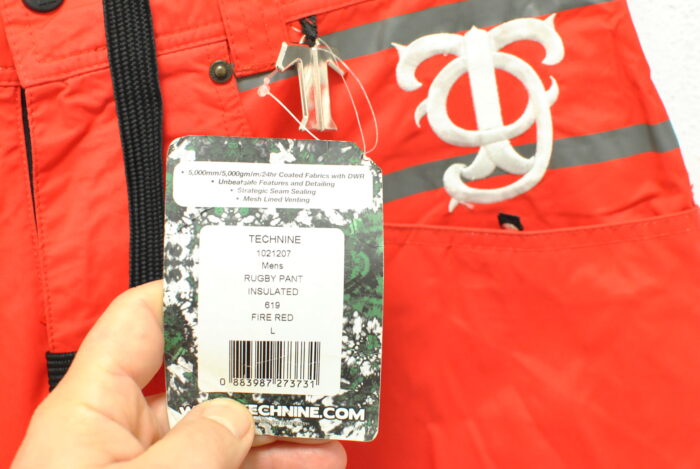 • 5,000mm/5,000gm/m/24hr Coated Fabrics with DWR
• Unbeatable Features and Detailing
• Strategic Seam Sealing
• Mesh Lined Venting
TECHNINE
1021207
Mens
RUGBY PANT
INSULATED
619
FIRE RED
L
0 883987 273731
TECHNINE.COM